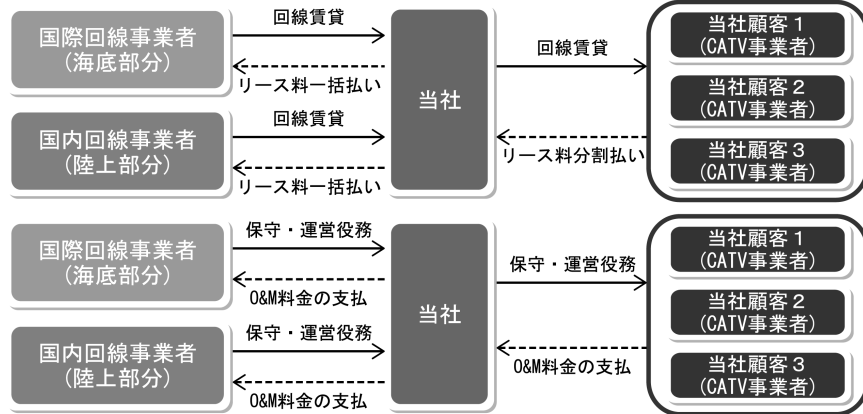 国際回線事業者
(海底部分)
回線賃貸
リース料一括払い
国内回線事業者
(陸上部分)
回線賃貸
リース料一括払い
当社
回線賃貸
リース料分割払い
当社顧客1
(CATV事業者)
当社顧客2
(CATV事業者)
当社顧客3
(CATV事業者)
国際回線事業者
(海底部分)
保守・運営役務
O&M料金の支払
国内回線事業者
(陸上部分)
保守・運営役務
O&M料金の支払
当社
保守・運営役務
O&M料金の支払
当社顧客1
(CATV事業者)
当社顧客2
(CATV事業者)
当社顧客3
(CATV事業者)